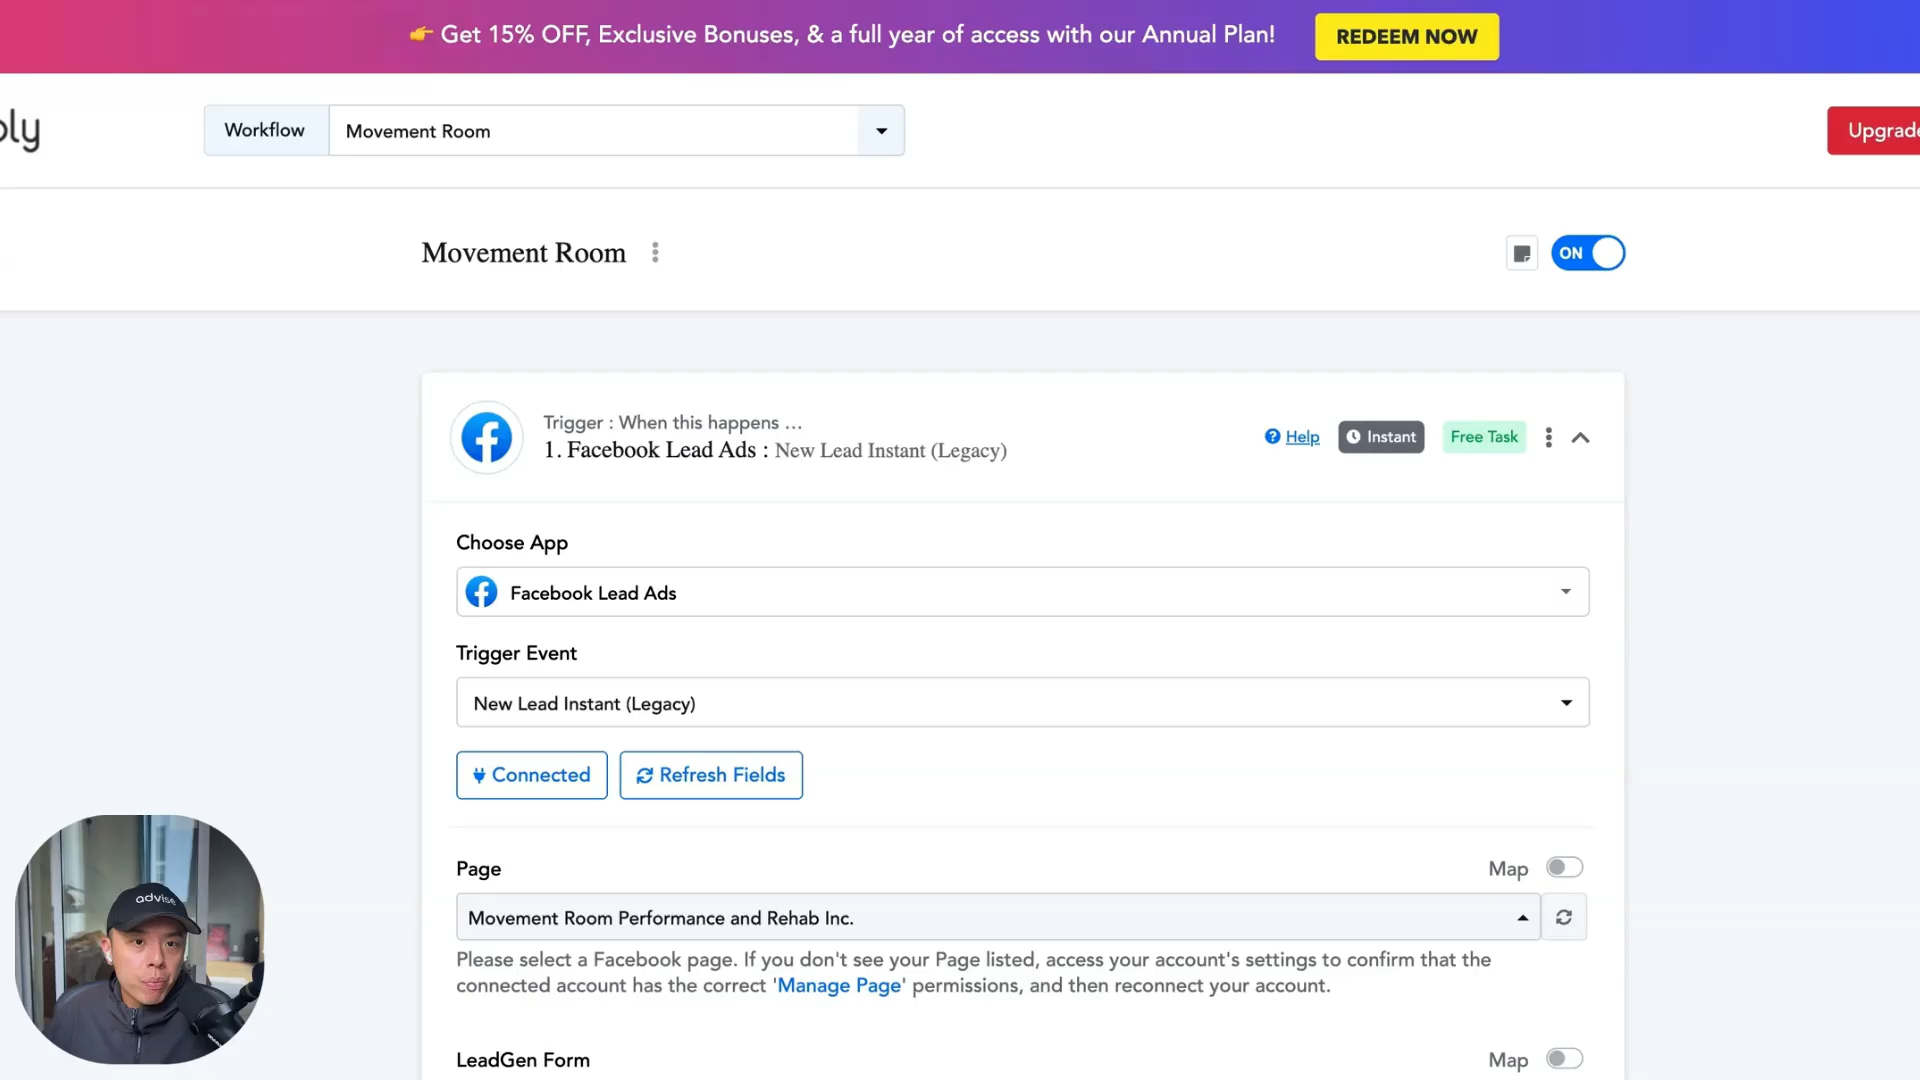 👉 Get 15% OFF, Exclusive Bonuses, & a full year of access with our Annual Plan!
REDEEM NOW
Workflow
Movement Room
Upgrade
Movement Room
ON
Trigger : When this happens ...
1. Facebook Lead Ads : New Lead Instant (Legacy)
Help
Instant
Free Task
Choose App
Facebook Lead Ads
Trigger Event
New Lead Instant (Legacy)
Connected
Refresh Fields
Page
Map
Movement Room Performance and Rehab Inc.
Please select a Facebook page. If you don't see your Page listed, access your account's settings to confirm that the
connected account has the correct 'Manage Page' permissions, and then reconnect your account.
advise
LeadGen Form
Map